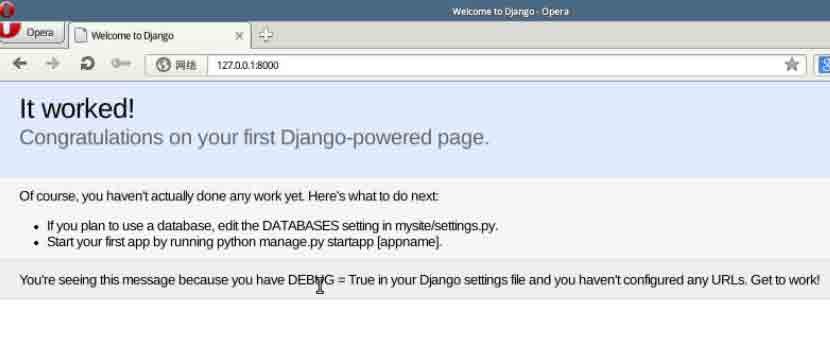 Welcome to Django - Opera
Opera
Welcome to Django
网络
127.0.0.1:8000
It worked!
Congratulations on your first Django-powered page.
Of course, you haven't actually done any work yet. Here's what to do next:
If you plan to use a database, edit the DATABASES setting in mysite/settings.py.
Start your first app by running python manage.py startapp [appname].
You're seeing this message because you have DEBUG = True in your Django settings file and you haven't configured any URLs. Get to work!